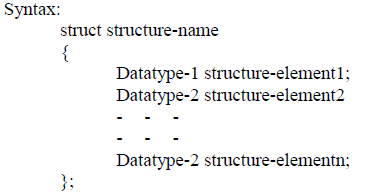 Syntax:
struct structure-name
{
Datatype-1 structure-element1;
Datatype-2 structure-element2
- - -
- - -
Datatype-2 structure-elementn;
};